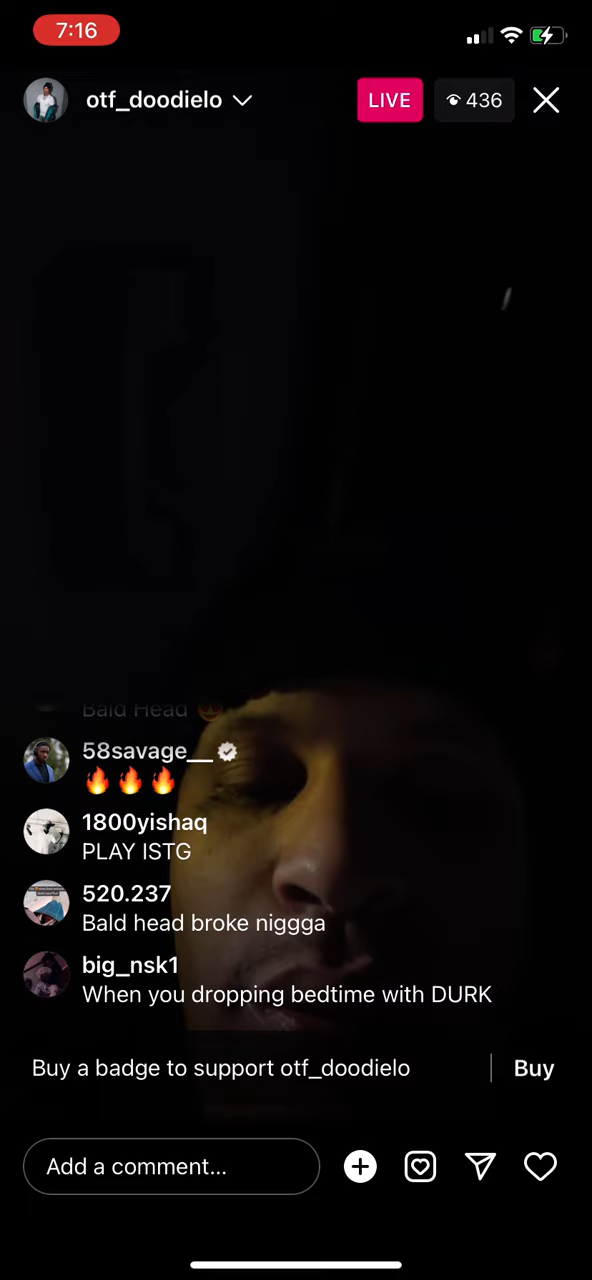 7:16
otf_doodielo
LIVE
436
Bald Head 🤩
58savage__
🔥🔥🔥
1800yishaq
PLAY ISTG
520.237
Bald head broke niggga
big_nsk1
When you dropping bedtime with DURK
Buy a badge to support otf_doodielo
Buy
Add a comment...